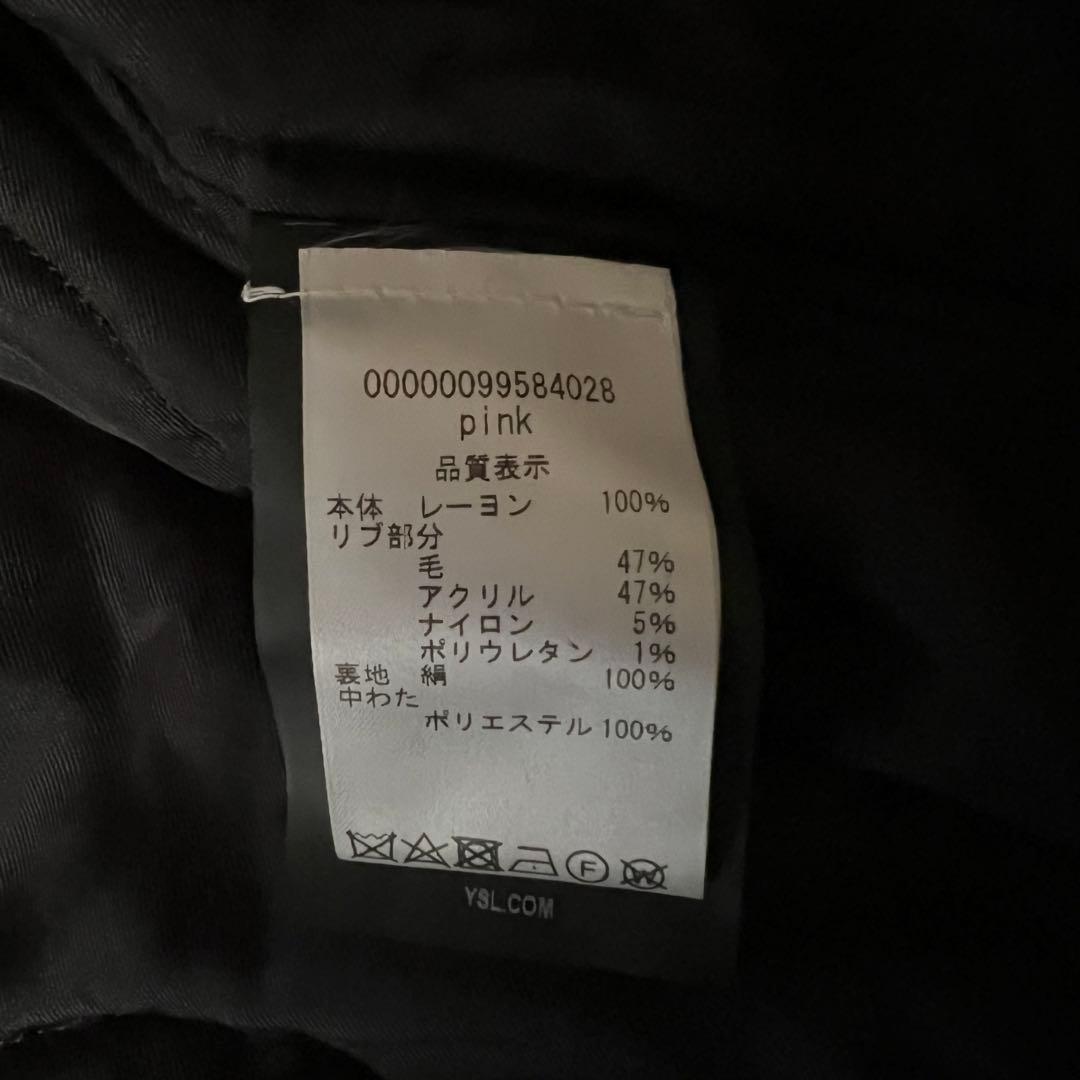 00000099584028
pink
品質表示
本体 レーヨン 100%
リブ部分
毛 47%
アクリル 47%
ナイロン 5%
ポリウレタン 1%
裏地 絹 100%
中わた
ポリエステル 100%
F W
YSL.COM